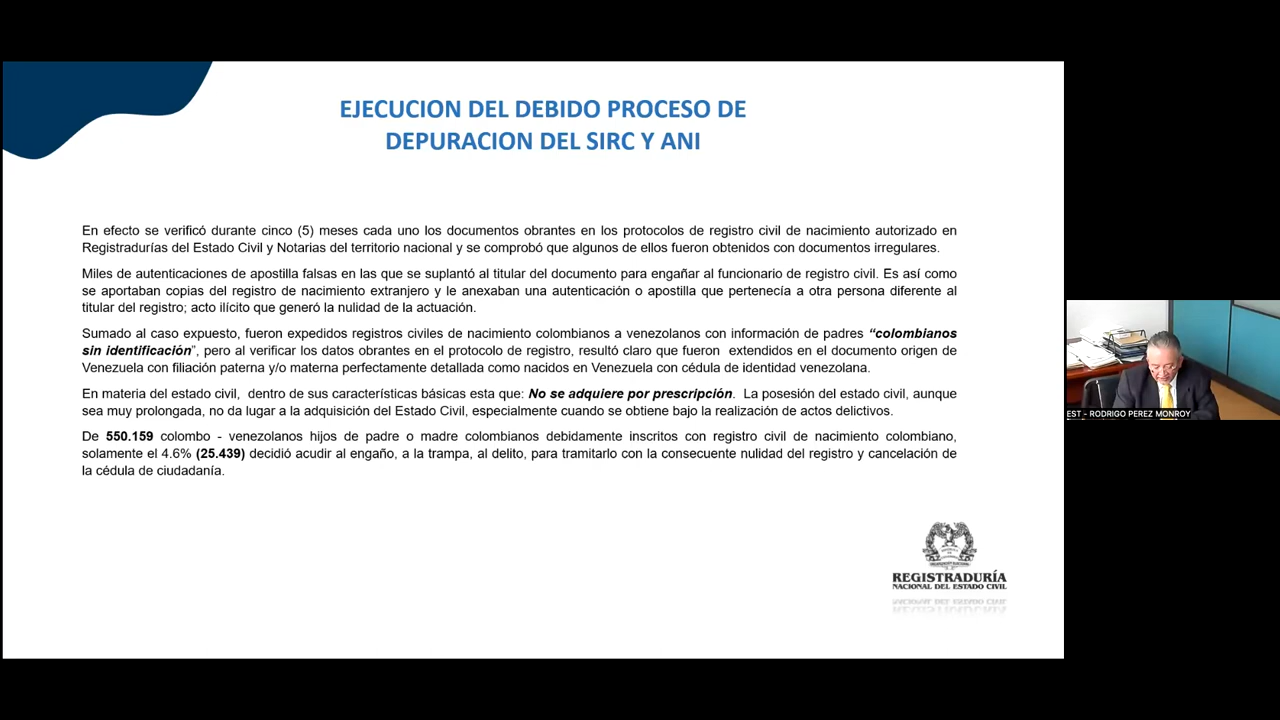 EJECUCION DEL DEBIDO PROCESO DE
DEPURACION DEL SIRC Y ANI
En efecto se verificó durante cinco (5) meses cada uno los documentos obrantes en los protocolos de registro civil de nacimiento autorizado en
Registradurías del Estado Civil y Notarias del territorio nacional y se comprobó que algunos de ellos fueron obtenidos con documentos irregulares.
Miles de autenticaciones de apostilla falsas en las que se suplantó al titular del documento para engañar al funcionario de registro civil. Es así como
se aportaban copias del registro de nacimiento extranjero y le anexaban una autenticación o apostilla que pertenecía a otra persona diferente al
titular del registro; acto ilícito que generó la nulidad de la actuación.
Sumado al caso expuesto, fueron expedidos registros civiles de nacimiento colombianos a venezolanos con información de padres “colombianos
sin identificación”, pero al verificar los datos obrantes en el protocolo de registro, resultó claro que fueron extendidos en el documento origen de
Venezuela con filiación paterna y/o materna perfectamente detallada como nacidos en Venezuela con cédula de identidad venezolana.
En materia del estado civil, dentro de sus características básicas esta que: No se adquiere por prescripción. La posesión del estado civil, aunque
sea muy prolongada, no da lugar a la adquisición del Estado Civil, especialmente cuando se obtiene bajo la realización de actos delictivos.
De 550.159 colombo - venezolanos hijos de padre o madre colombianos debidamente inscritos con registro civil de nacimiento colombiano,
solamente el 4.6% (25.439) decidió acudir al engaño, a la trampa, al delito, para tramitarlo con la consecuente nulidad del registro y cancelación de
la cédula de ciudadanía.
REGISTRADURÍA
NACIONAL DEL ESTADO CIVIL
EST - RODRIGO PEREZ MONROY